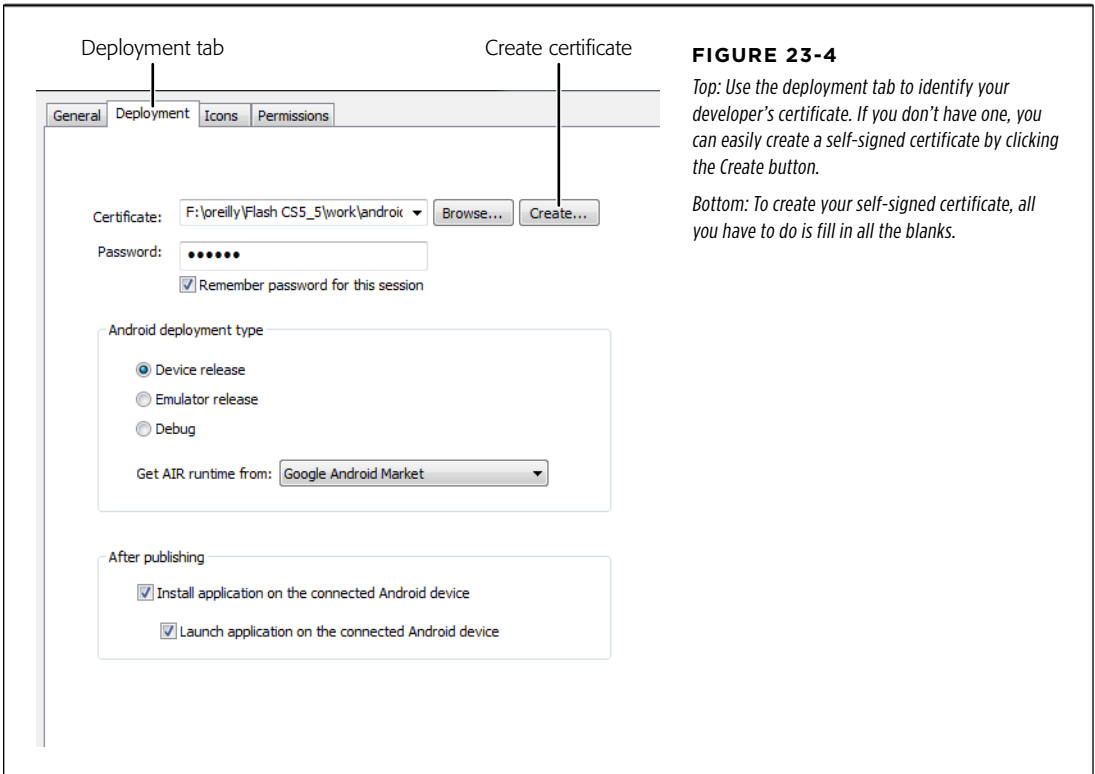 Deployment tab
Create certificate
General
Deployment
Icons
Permissions
Certificate:
F:\oreilly\Flash CS5_5\work\androic
Browse...
Create...
Password:
••••••
Remember password for this session
Android deployment type
Device release
Emulator release
Debug
Get AIR runtime from:
Google Android Market
After publishing
Install application on the connected Android device
Launch application on the connected Android device
FIGURE 23-4
Top: Use the deployment tab to identify your
developer’s certificate. If you don’t have one, you
can easily create a self-signed certificate by clicking
the Create button.
Bottom: To create your self-signed certificate, all
you have to do is fill in all the blanks.